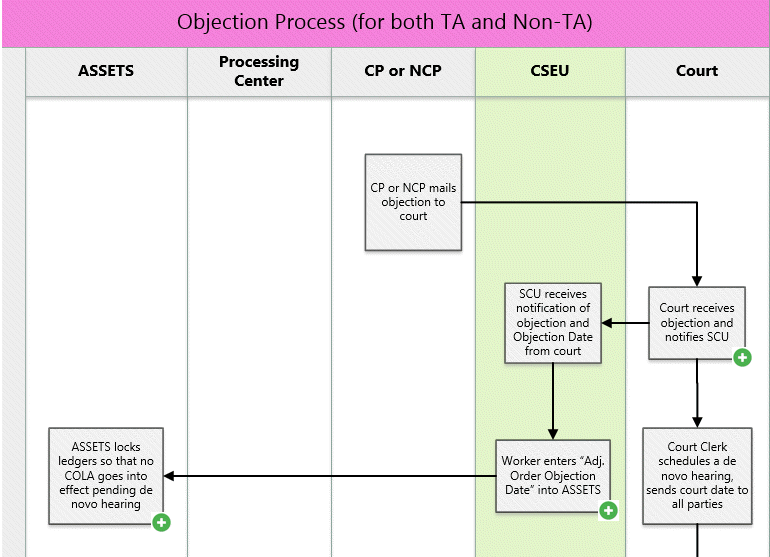 Objection Process (for both TA and Non-TA)
ASSETS
Processing
Center
CP or NCP
CSEU
Court
CP or NCP mails
objection to
court
SCU receives
notification of
objection and
Objection Date
from court
Court receives
objection and
notifies SCU
ASSETS locks
ledgers so that no
COLA goes into
effect pending de
novo hearing
Worker enters “Adj.
Order Objection
Date” into ASSETS
Court Clerk
schedules a de
novo hearing,
sends court date to
all parties